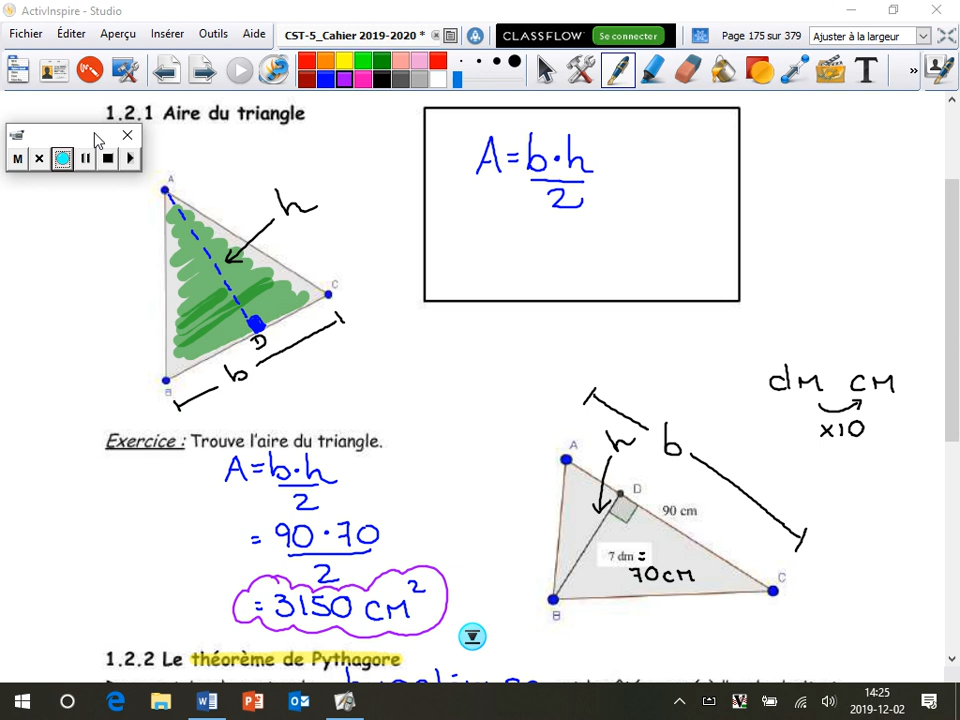 ActivInspire - Studio
Fichier Éditer Aperçu Insérer Outils Aide CST-5_Cahier 2019-2020 * CLASSFLOW Se connecter Page 175 sur 379 Ajuster à la largeur
T »
1.2.1 Aire du triangle
M
A
h
C
D
b
B
A = b·h
2
dm cm
x10
Exercice : Trouve l'aire du triangle.
A = b·h
2
= 90·70
2
= 3150 cm²
h b
A
D
90 cm
7 dm =
70 cm
C
B
1.2.2 Le théorème de Pythagore
14:25
2019-12-02